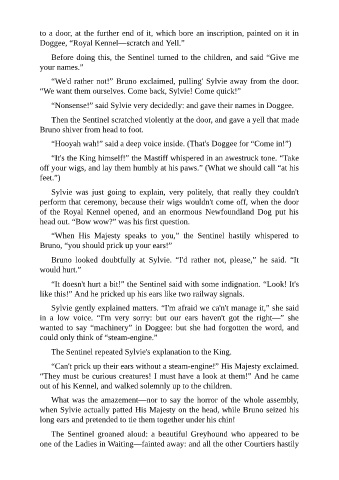 to a door, at the further end of it, which bore an inscription, painted on it in
Doggee, “Royal Kennel—scratch and Yell.”
Before doing this, the Sentinel turned to the children, and said “Give me
your names.”
“We'd rather not!” Bruno exclaimed, pulling' Sylvie away from the door.
“We want them ourselves. Come back, Sylvie! Come quick!”
“Nonsense!” said Sylvie very decidedly: and gave their names in Doggee.
Then the Sentinel scratched violently at the door, and gave a yell that made
Bruno shiver from head to foot.
“Hooyah wah!” said a deep voice inside. (That's Doggee for “Come in!”)
“It's the King himself!” the Mastiff whispered in an awestruck tone. “Take
off your wigs, and lay them humbly at his paws.” (What we should call “at his
feet.”)
Sylvie was just going to explain, very politely, that really they couldn't
perform that ceremony, because their wigs wouldn't come off, when the door
of the Royal Kennel opened, and an enormous Newfoundland Dog put his
head out. “Bow wow?” was his first question.
“When His Majesty speaks to you,” the Sentinel hastily whispered to
Bruno, “you should prick up your ears!”
Bruno looked doubtfully at Sylvie. “I'd rather not, please,” he said. “It
would hurt.”
“It doesn't hurt a bit!” the Sentinel said with some indignation. “Look! It's
like this!” And he pricked up his ears like two railway signals.
Sylvie gently explained matters. “I'm afraid we ca'n't manage it,” she said
in a low voice. “I'm very sorry: but our ears haven't got the right—” she
wanted to say “machinery” in Doggee: but she had forgotten the word, and
could only think of “steam-engine.”
The Sentinel repeated Sylvie's explanation to the King.
“Can't prick up their ears without a steam-engine!” His Majesty exclaimed.
“They must be curious creatures! I must have a look at them!” And he came
out of his Kennel, and walked solemnly up to the children.
What was the amazement—nor to say the horror of the whole assembly,
when Sylvie actually patted His Majesty on the head, while Bruno seized his
long ears and pretended to tie them together under his chin!
The Sentinel groaned aloud: a beautiful Greyhound who appeared to be
one of the Ladies in Waiting—fainted away: and all the other Courtiers hastily